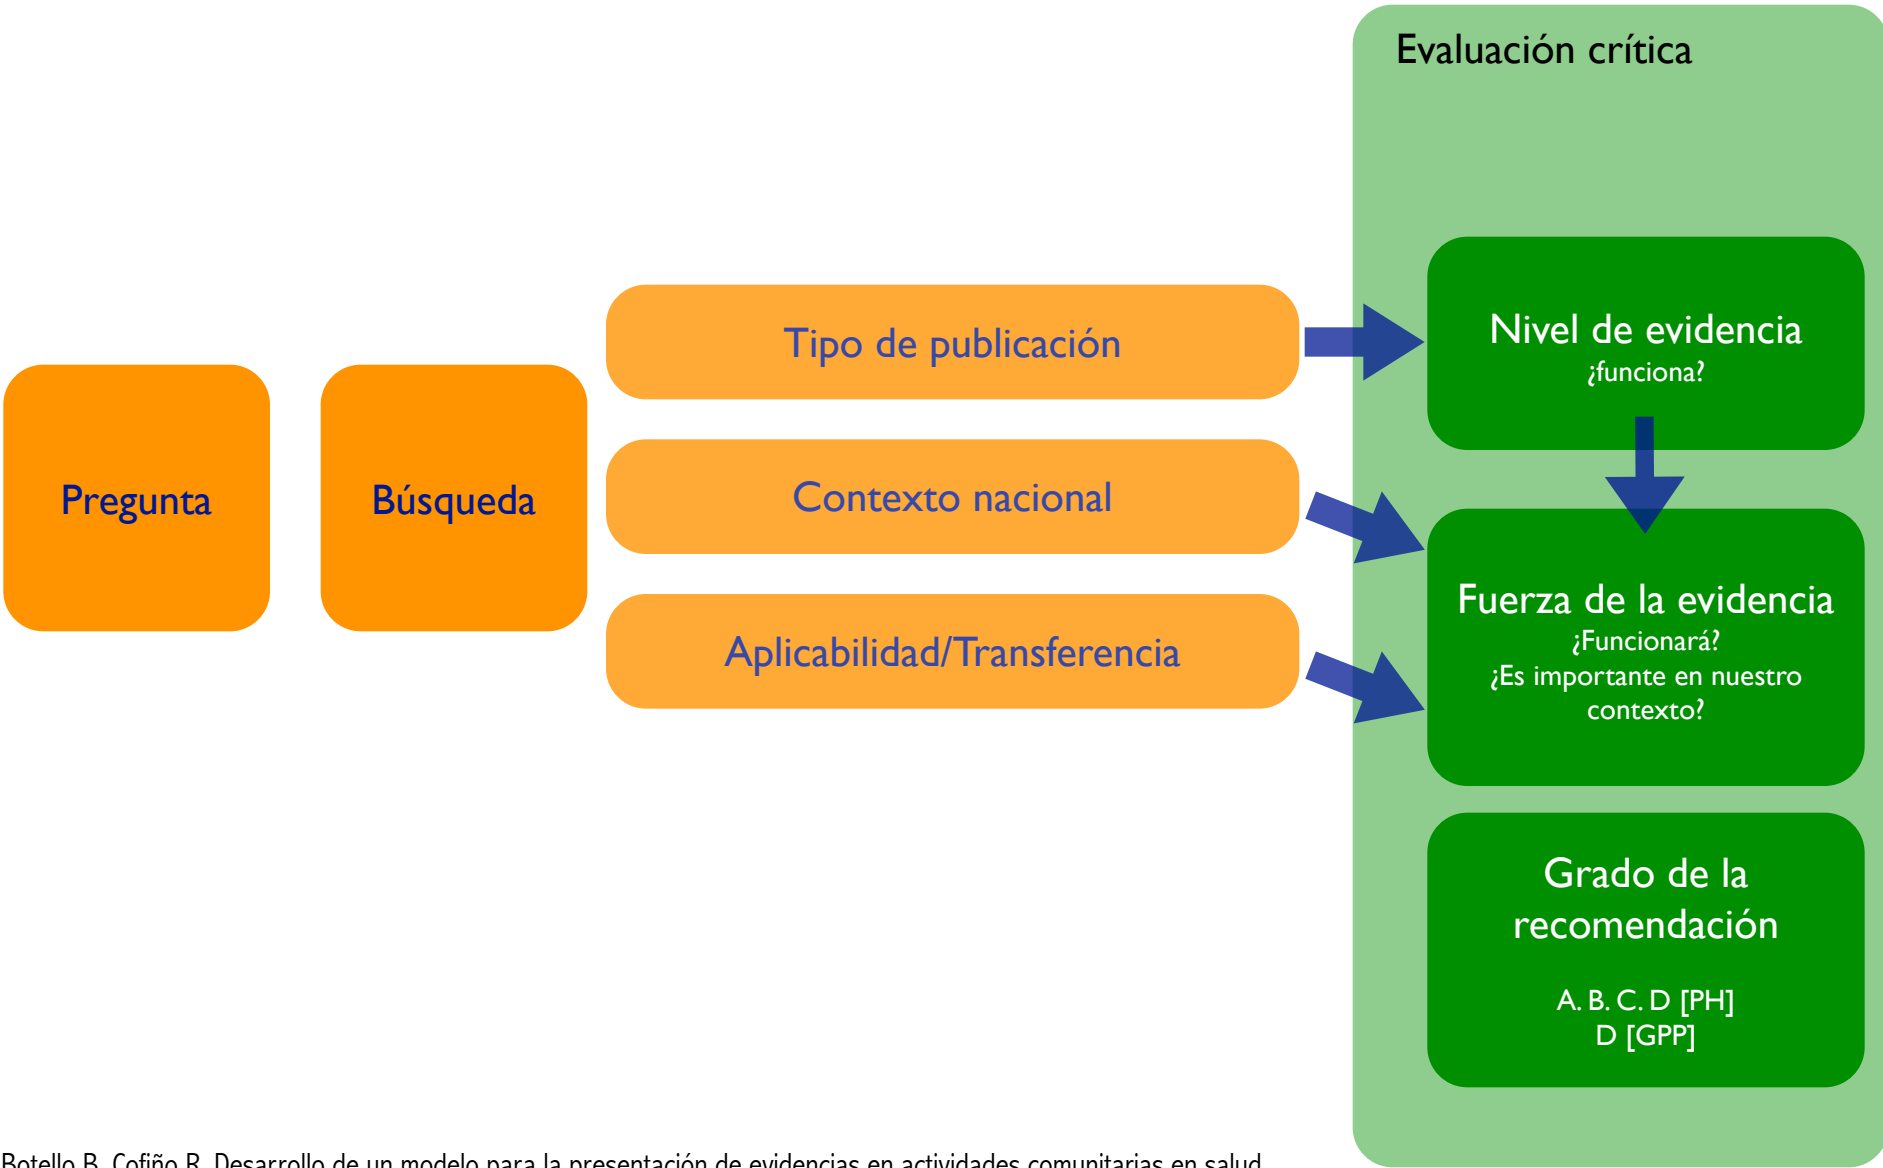 Evaluación crítica
Pregunta
Búsqueda
Tipo de publicación
Contexto nacional
Aplicabilidad/Transferencia
Nivel de evidencia
¿funciona?
Fuerza de la evidencia
¿Funcionará?
¿Es importante en nuestro
contexto?
Grado de la
recomendación
A. B. C. D [PH]
D [GPP]
Botello B, Cofiño R. Desarrollo de un modelo para la presentación de evidencias en actividades comunitarias en salud